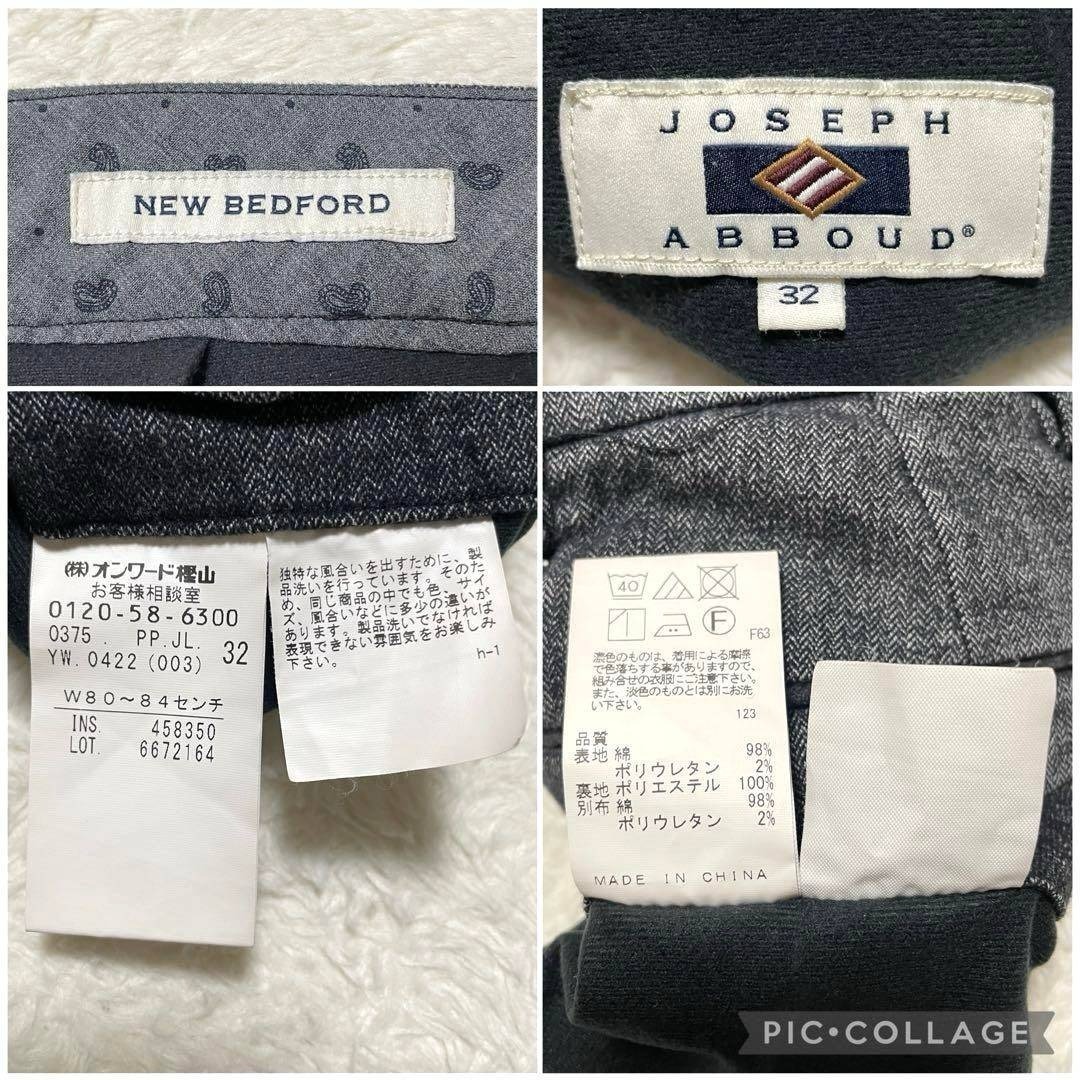 NEW BEDFORD
JOSEPH
ABBOUD®
32
(株)オンワード樫山
お客様相談室
0120-58-6300
0375. PP.JL. 32
YW.0422(003)
W80〜84センチ
INS. 458350
LOT. 6672164
独特な風合いを出すために、製
品洗いを行っています。そのた
め、同じ商品の中でも色、サイ
ズ、風合いなどに多少の違いが
あります。製品洗いでなければ
表現できない雰囲気をお楽しみ
下さい。
h-1
40
F
F63
濃色のものは、着用による摩擦
で色落ちする事がありますので、
組み合せの衣服にご注意下さい。
また、淡色のものとは別にお洗
い下さい。
123
品質
表地 綿 98%
ポリウレタン 2%
裏地 ポリエステル 100%
別布 綿 98%
ポリウレタン 2%
MADE IN CHINA
PIC•COLLAGE